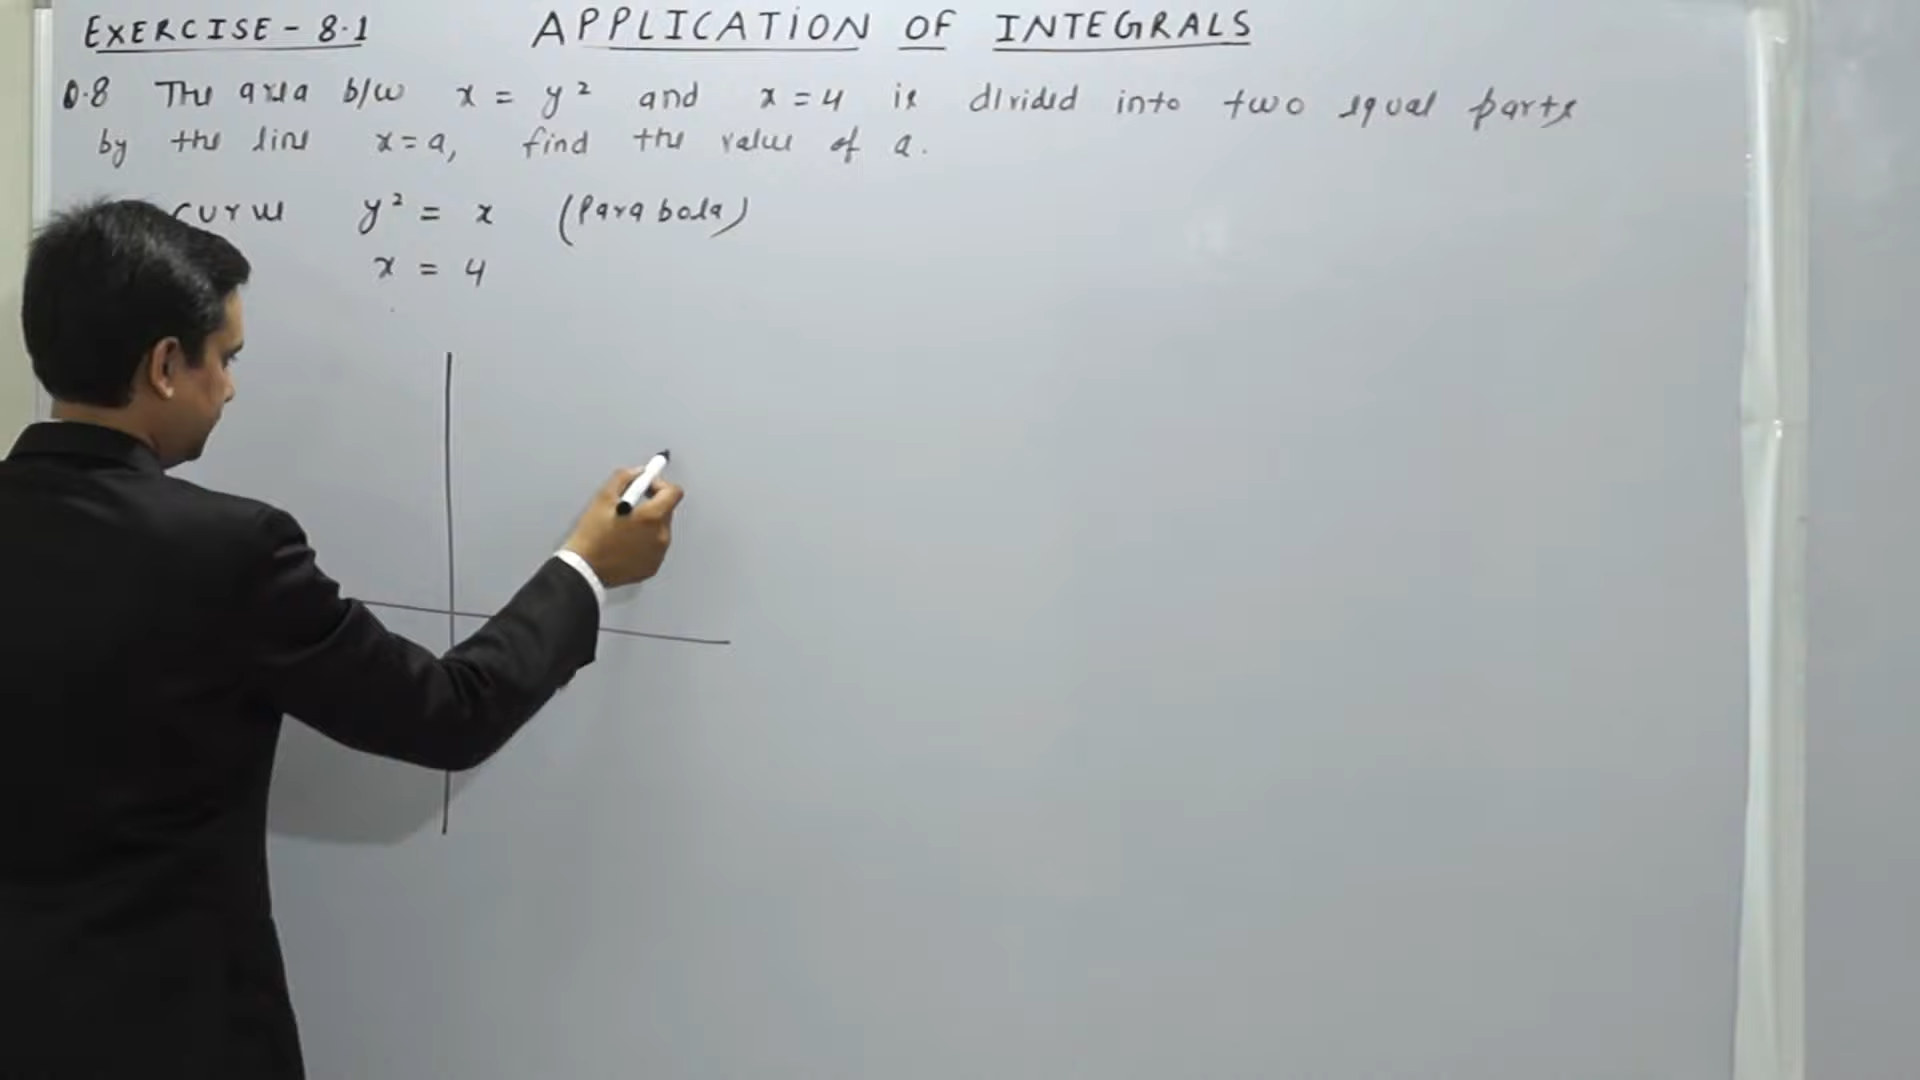 EXERCISE - 8.1
APPLICATION OF INTEGRALS
Q.8 The area b/w x = y² and x = 4 is divided into two equal parts
by the line x = a, find the value of a.
curve y² = x (Parabola)
x = 4